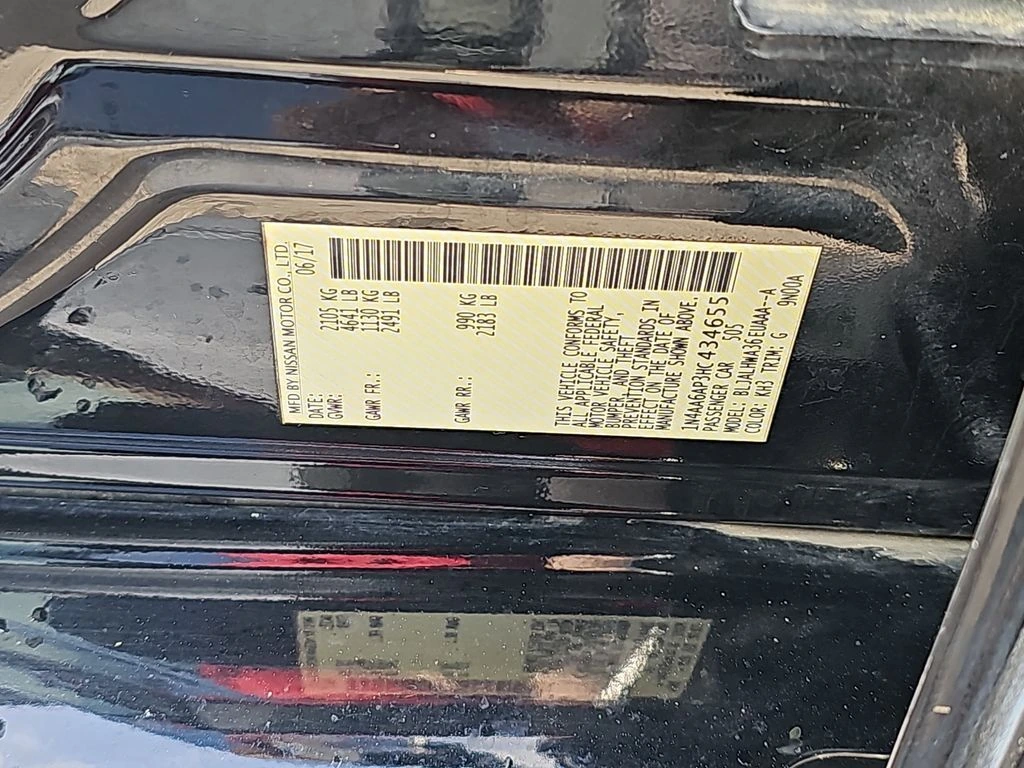 MFD BY NISSAN MOTOR CO., LTD.
DATE: 06/17
GVWR: 2105 KG
4641 LB
GAWR FR.: 1130 KG
2491 LB
GAWR RR.: 990 KG
2183 LB
THIS VEHICLE CONFORMS TO
ALL APPLICABLE FEDERAL
MOTOR VEHICLE SAFETY,
BUMPER, AND THEFT
PREVENTION STANDARDS IN
EFFECT ON THE DATE OF
MANUFACTURE SHOWN ABOVE.
1N4AA6AP3HC434655
PASSENGER CAR SDS
MODEL: BLJALHWA36EUAAA--A
COLOR: KH3 TRIM: G 9N00A